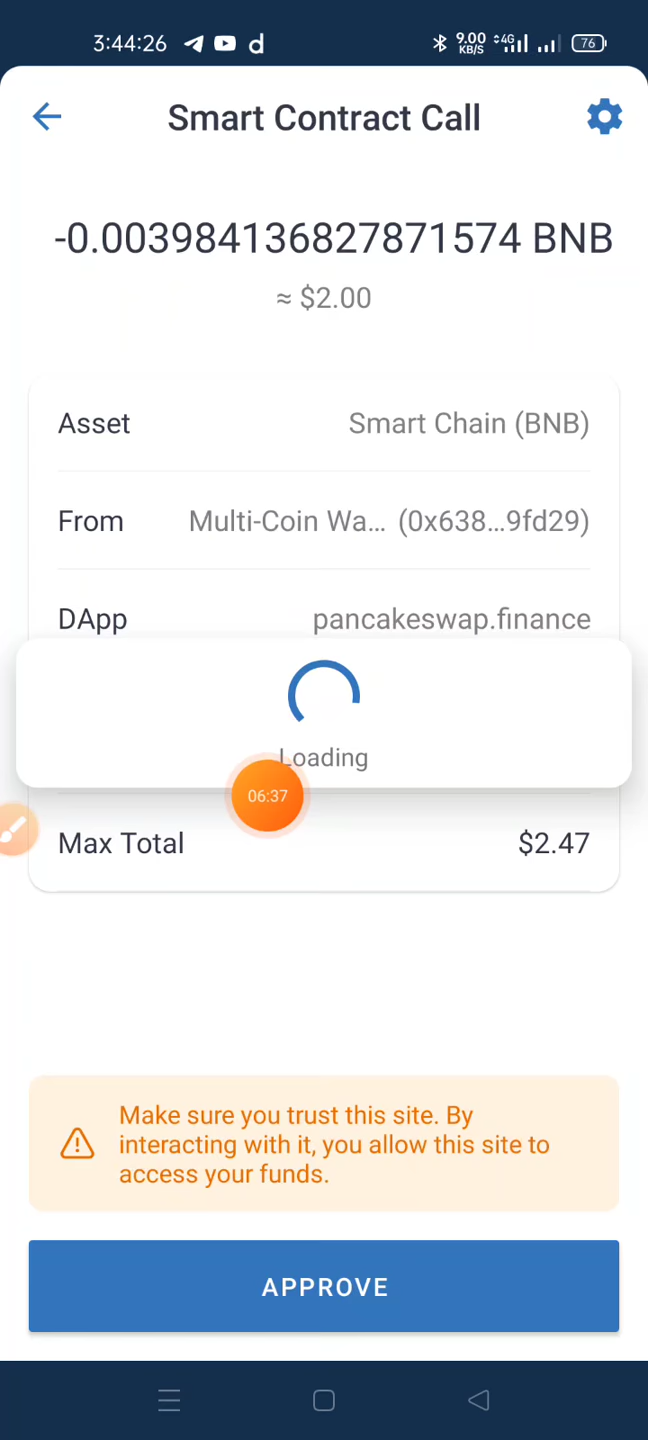 3:44:26 d 9.00 KB/S 4G 76
Smart Contract Call
-0.003984136827871574 BNB
≈ $2.00
Asset Smart Chain (BNB)
From Multi-Coin Wa... (0x638...9fd29)
DApp pancakeswap.finance
Loading
06:37
Max Total $2.47
Make sure you trust this site. By
interacting with it, you allow this site to
access your funds.
APPROVE